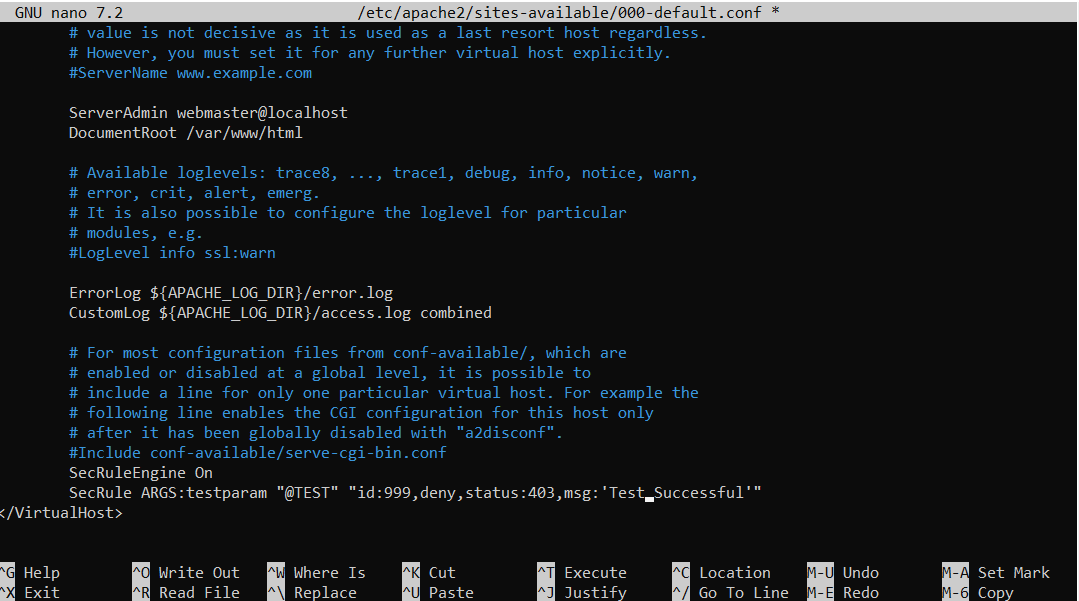 GNU nano 7.2 /etc/apache2/sites-available/000-default.conf *
# value is not decisive as it is used as a last resort host regardless.
# However, you must set it for any further virtual host explicitly.
#ServerName www.example.com
ServerAdmin webmaster@localhost
DocumentRoot /var/www/html
# Available loglevels: trace8, ..., trace1, debug, info, notice, warn,
# error, crit, alert, emerg.
# It is also possible to configure the loglevel for particular
# modules, e.g.
#LogLevel info ssl:warn
ErrorLog ${APACHE_LOG_DIR}/error.log
CustomLog ${APACHE_LOG_DIR}/access.log combined
# For most configuration files from conf-available/, which are
# enabled or disabled at a global level, it is possible to
# include a line for only one particular virtual host. For example the
# following line enables the CGI configuration for this host only
# after it has been globally disabled with "a2disconf".
#Include conf-available/serve-cgi-bin.conf
SecRuleEngine On
SecRule ARGS:testparam "@TEST" "id:999,deny,status:403,msg:'Test Successful'"
</VirtualHost>
^G Help ^O Write Out ^W Where Is ^K Cut ^T Execute ^C Location M-U Undo M-A Set Mark
^X Exit ^R Read File ^\ Replace ^U Paste ^J Justify ^/ Go To Line M-E Redo M-6 Copy